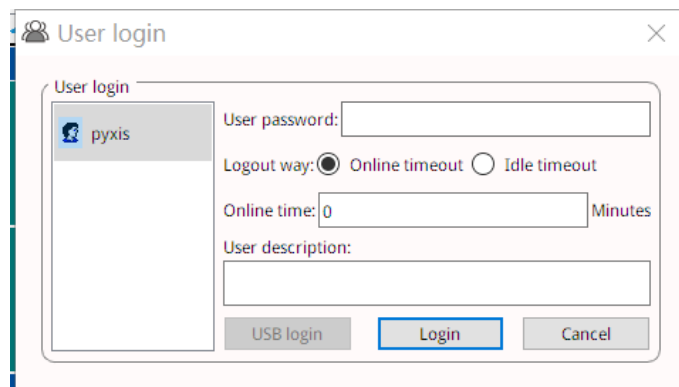 User login
User login
pyxis
User password:
Logout way: Online timeout Idle timeout
Online time: 0 Minutes
User description:
USB login Login Cancel